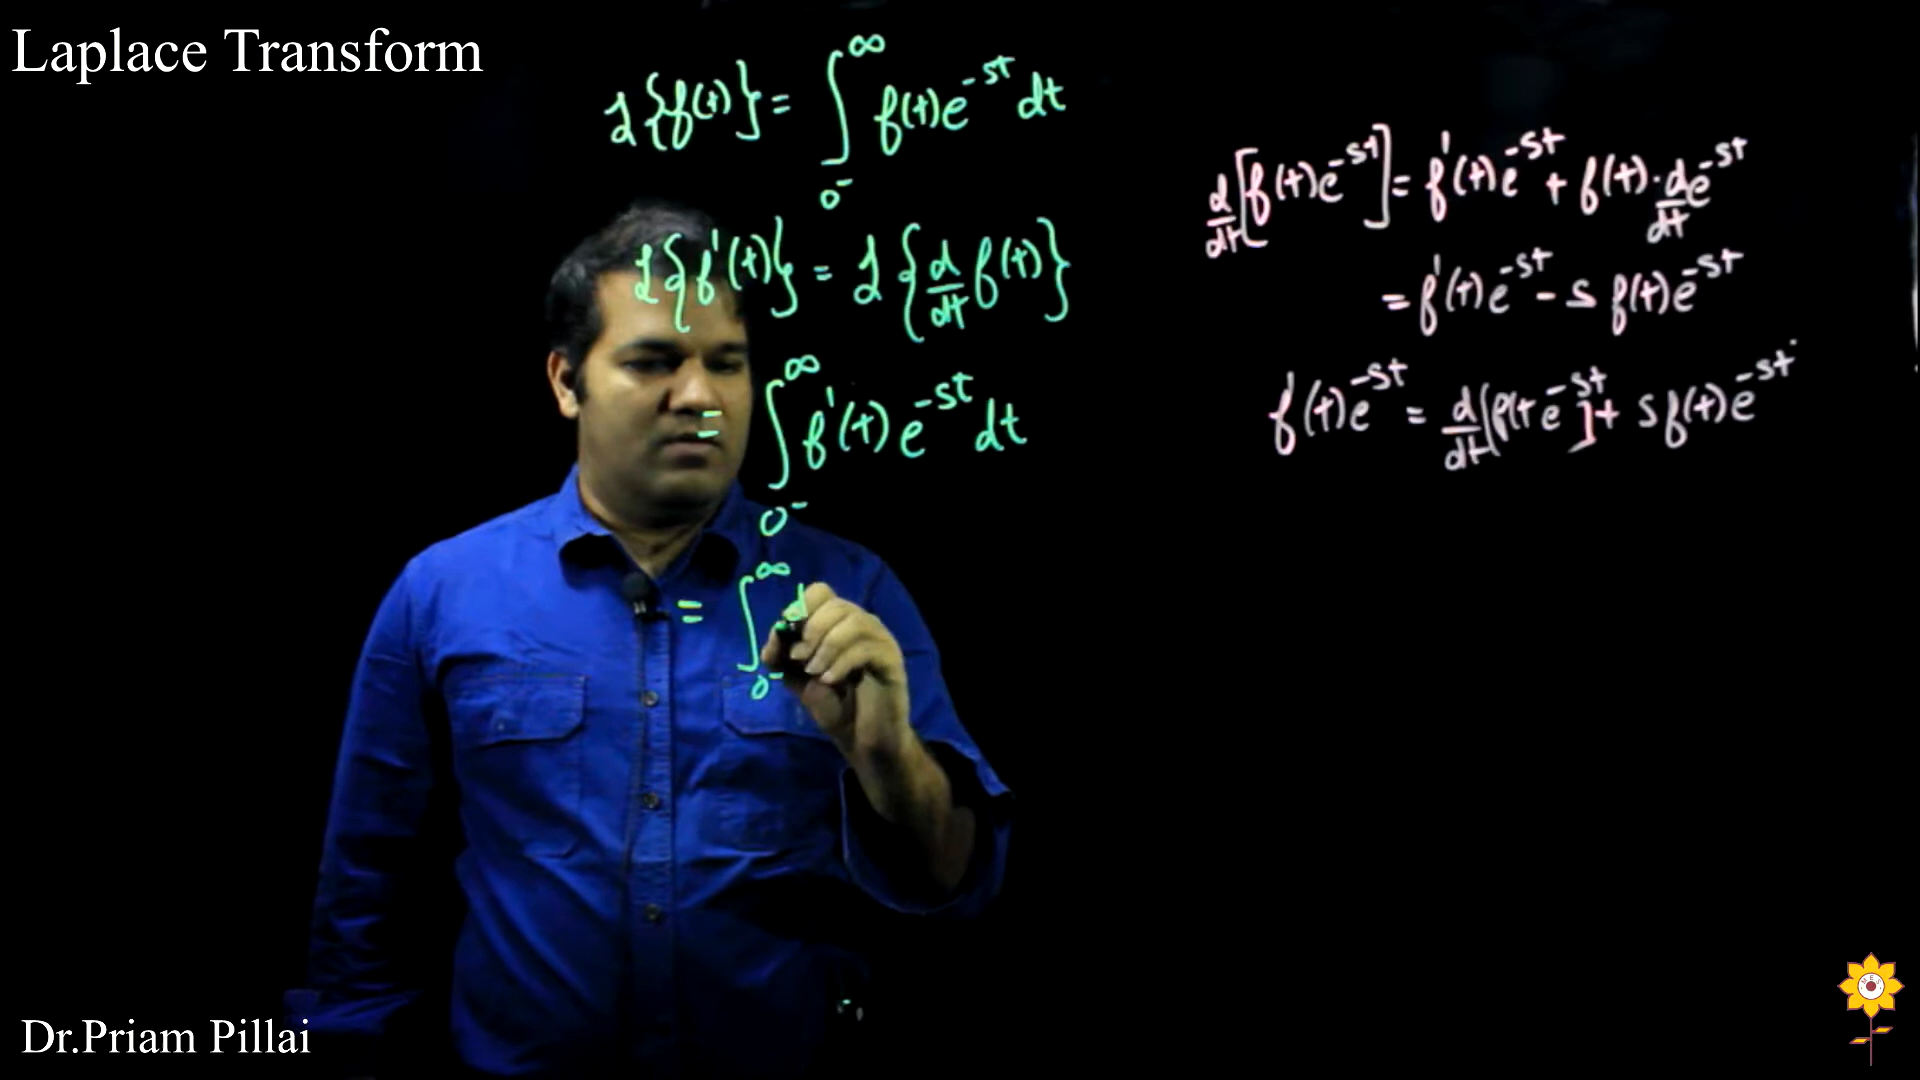 Laplace Transform
ℒ{f(t)} = ∫₀₋^∞ f(t)e^{-st} dt
ℒ{f'(t)} = ℒ{d/dt f(t)}
= ∫₀₋^∞ f'(t) e^{-st} dt
= ∫₀₋^∞ d
d/dt[f(t)e^{-st}] = f'(t)e^{-st} + f(t)·d/dt e^{-st}
= f'(t)e^{-st} - s f(t)e^{-st}
f'(t)e^{-st} = d/dt[f(t e^{-st}] + s f(t)e^{-st}
Dr.Priam Pillai